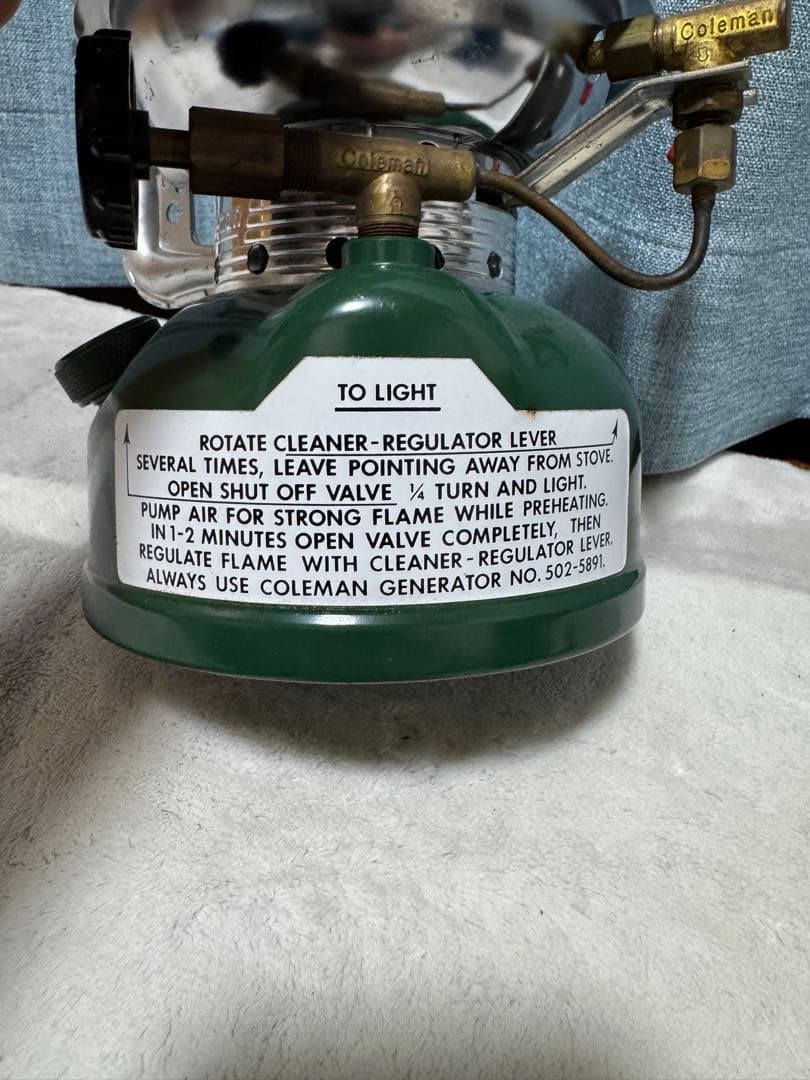 Coleman
Coleman
TO LIGHT
ROTATE CLEANER-REGULATOR LEVER
SEVERAL TIMES, LEAVE POINTING AWAY FROM STOVE.
OPEN SHUT OFF VALVE ¼ TURN AND LIGHT.
PUMP AIR FOR STRONG FLAME WHILE PREHEATING.
IN 1-2 MINUTES OPEN VALVE COMPLETELY, THEN
REGULATE FLAME WITH CLEANER-REGULATOR LEVER.
ALWAYS USE COLEMAN GENERATOR NO. 502-5891.